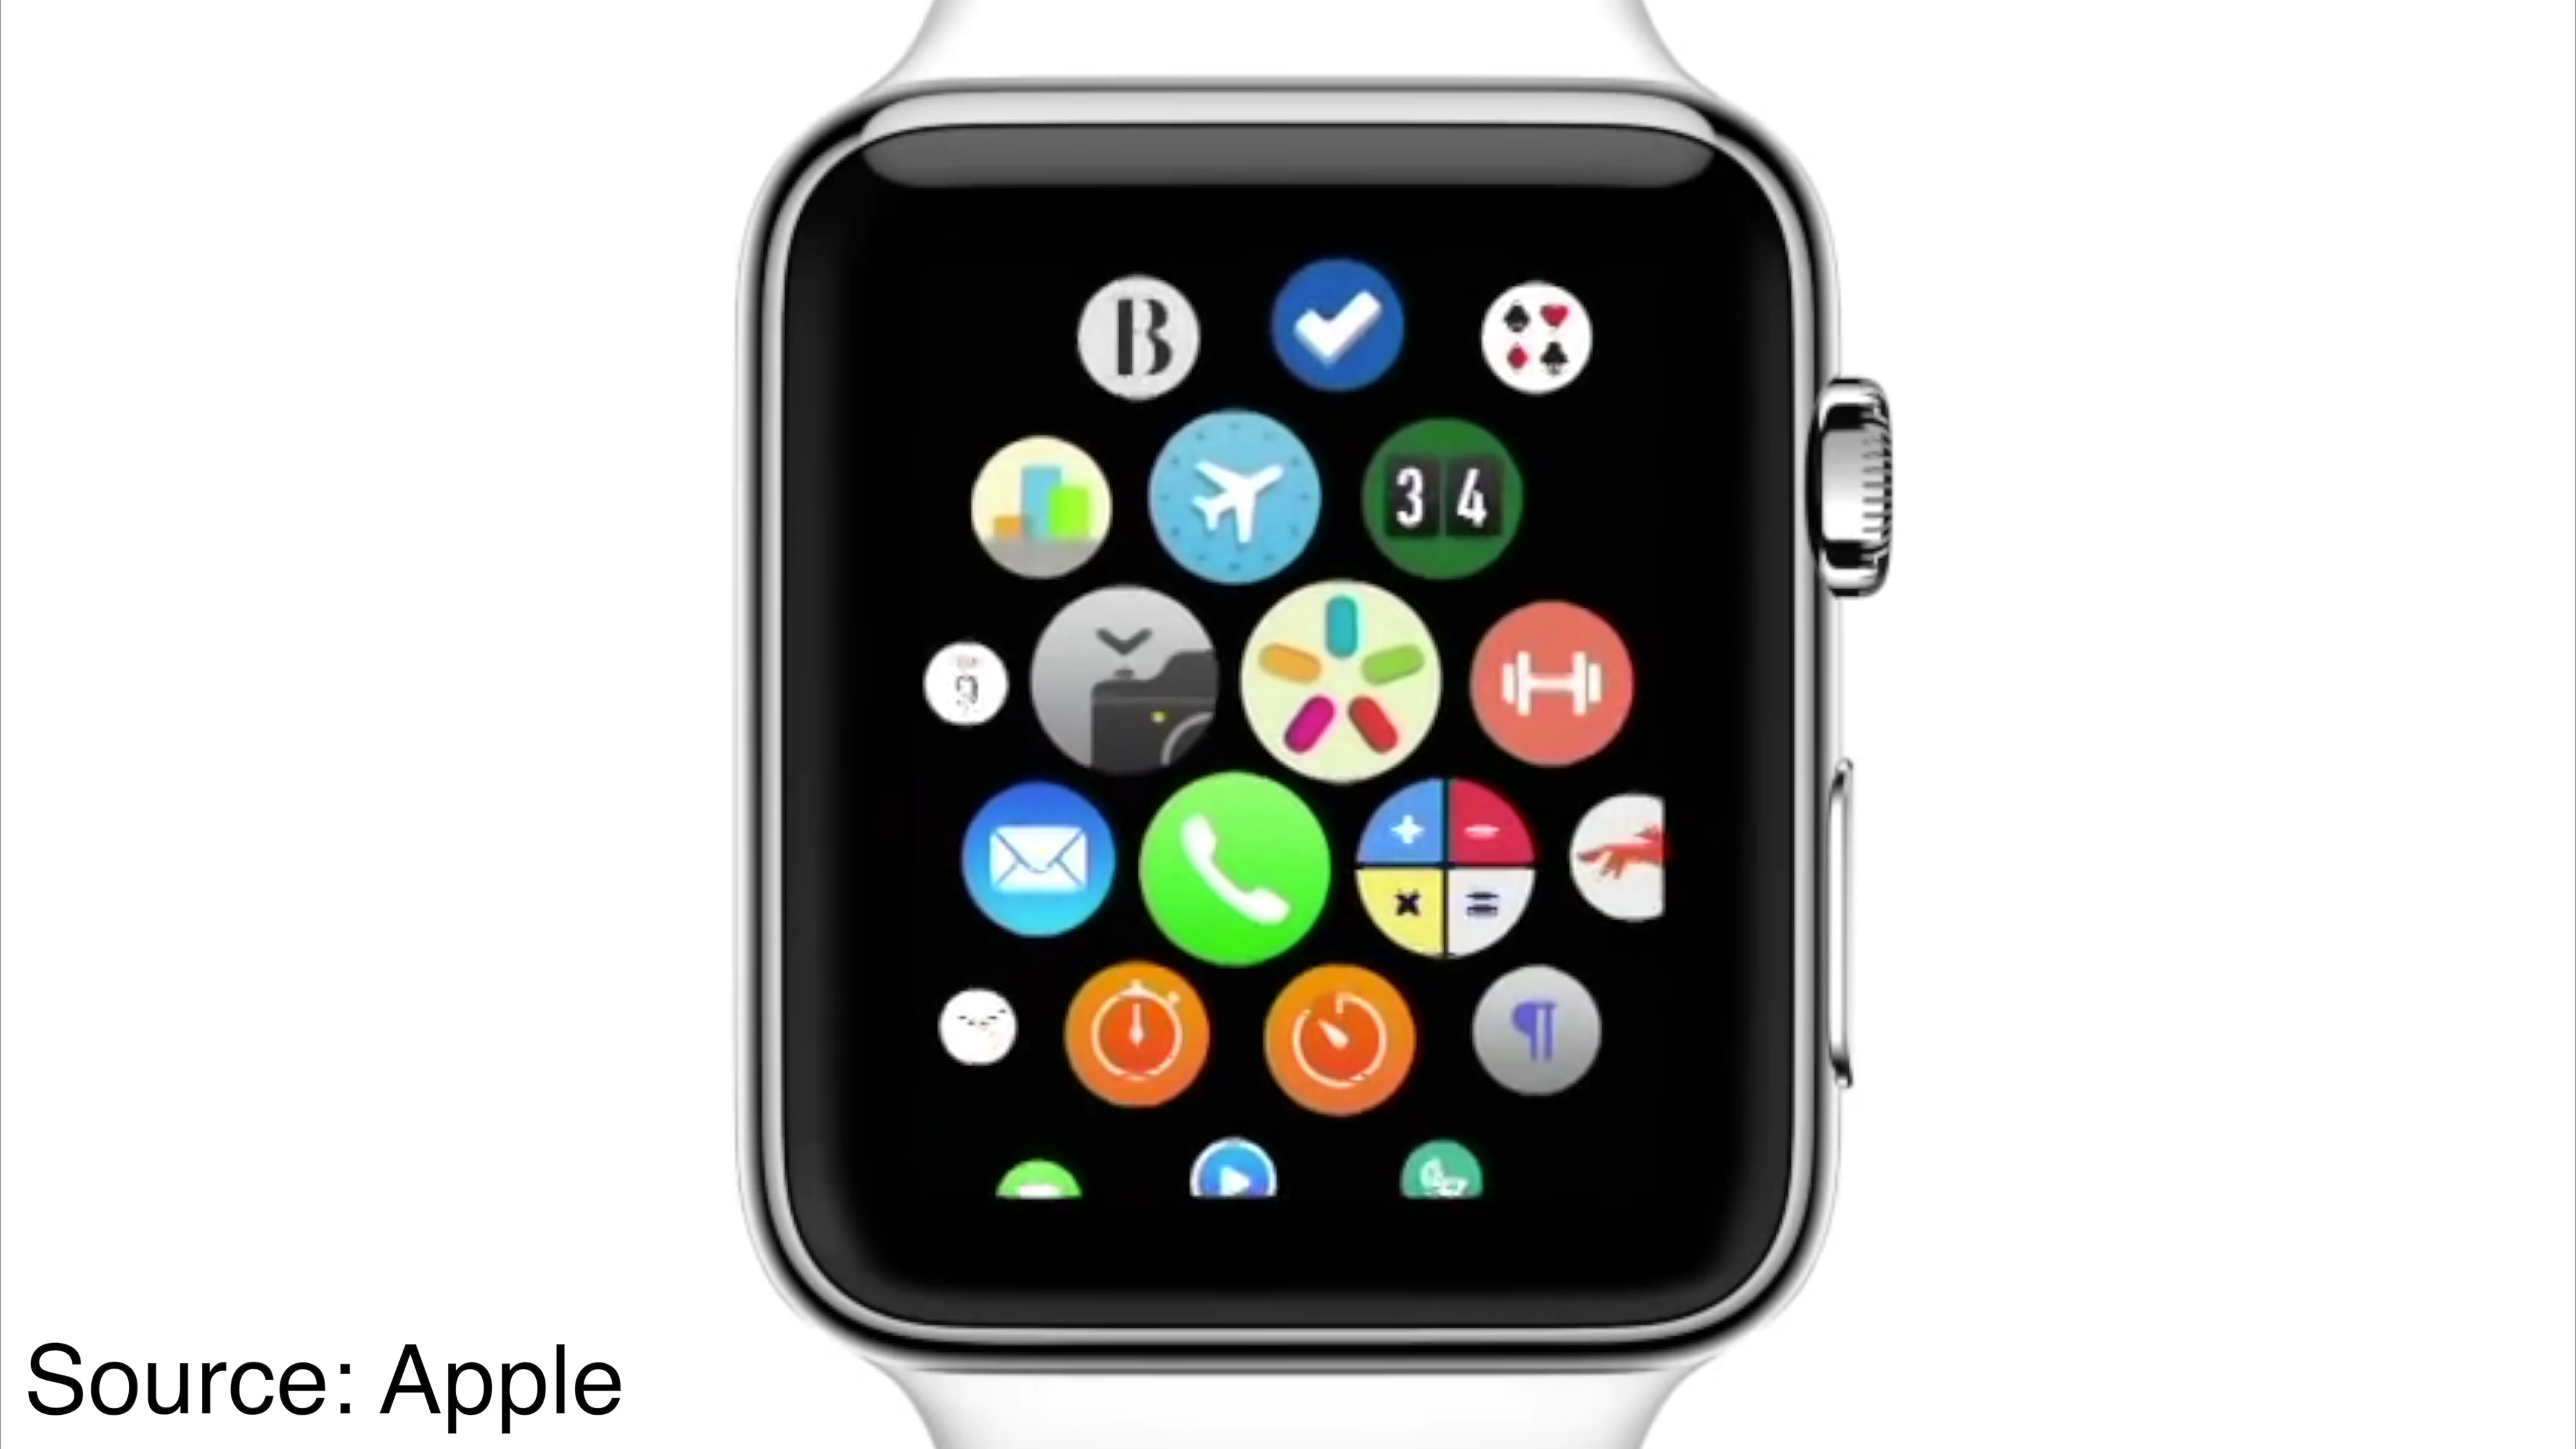 B
3 4
+ -
× =
¶
Source: Apple